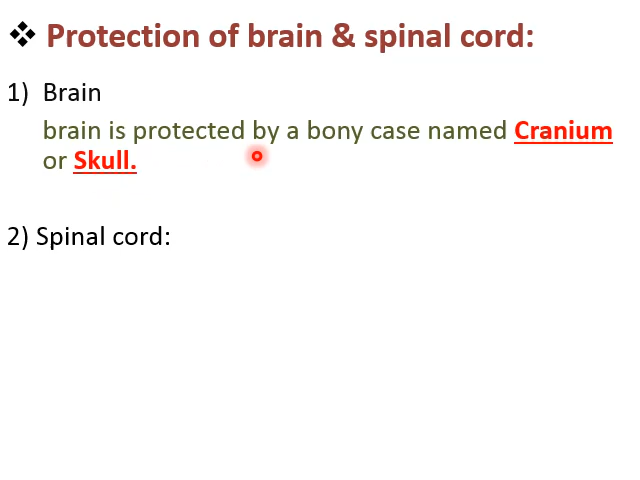 ❖ Protection of brain & spinal cord:
1) Brain
brain is protected by a bony case named Cranium
or Skull.
2) Spinal cord: